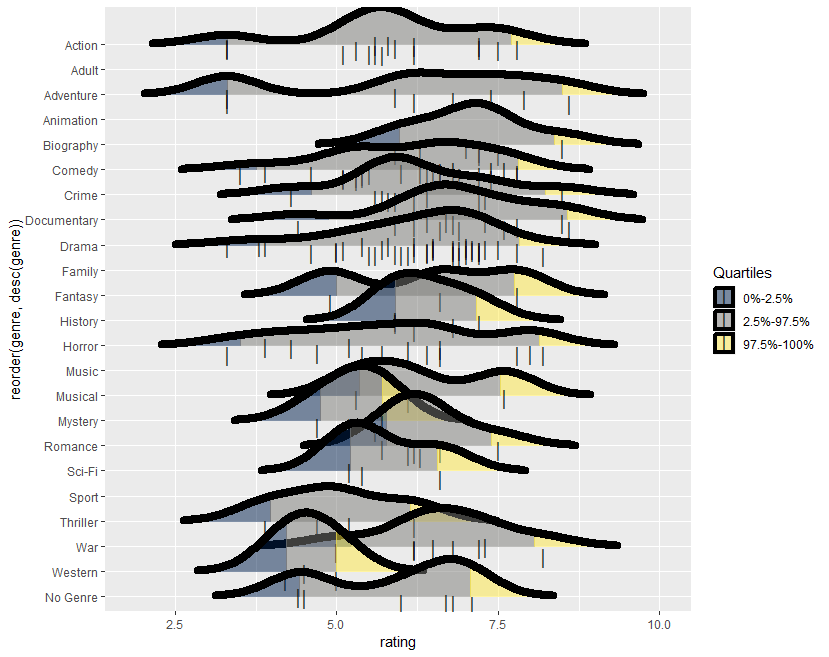 Action
Adult
Adventure
Animation
Biography
Comedy
Crime
Documentary
Drama
Family
Fantasy
History
Horror
Music
Musical
Mystery
Romance
Sci-Fi
Sport
Thriller
War
Western
No Genre
reorder(genre, desc(genre))
2.5
5.0
7.5
10.0
rating
Quartiles
0%-2.5%
2.5%-97.5%
97.5%-100%